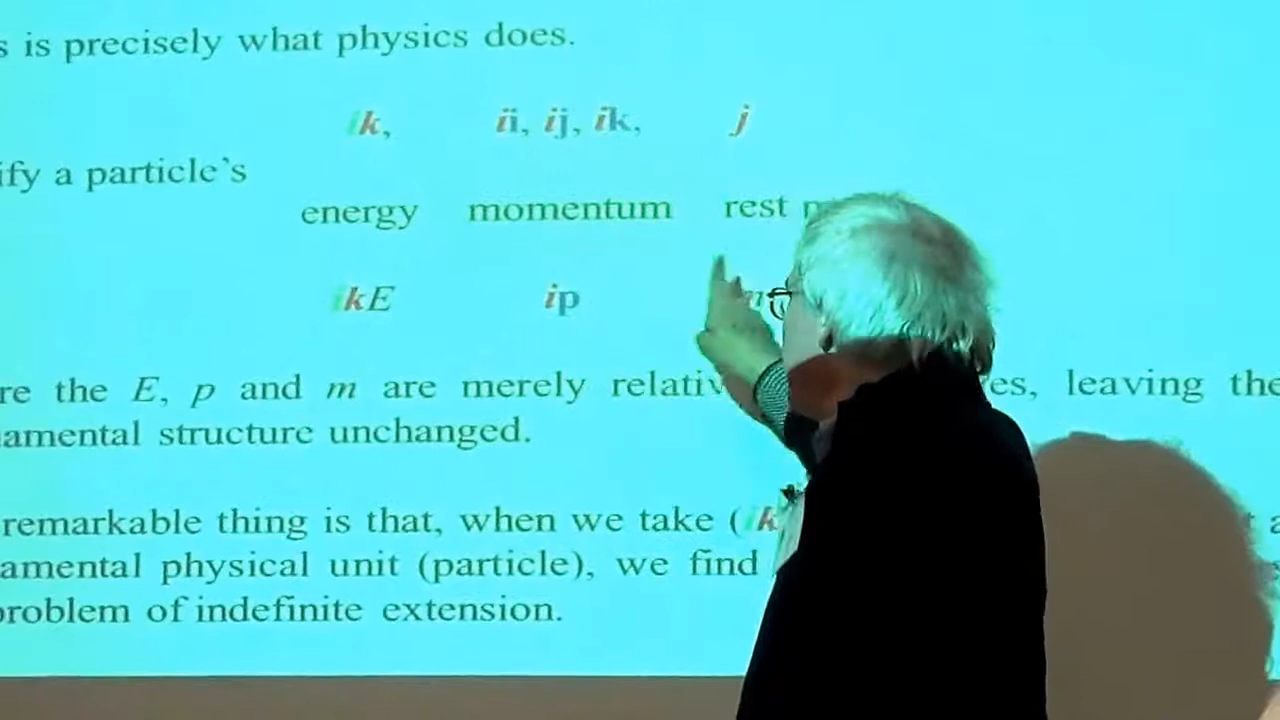 s is precisely what physics does.
ik, ii, ij, ik, j
ify a particle's
energy momentum rest
ikE ip
re the E, p and m are merely relativ es, leaving the
amental structure unchanged.
remarkable thing is that, when we take (ik
amental physical unit (particle), we find
problem of indefinite extension.